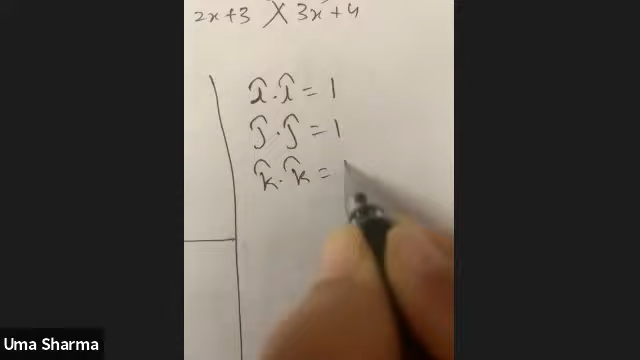 2x+3 X 3x+4
î.î = 1
ĵ.ĵ = 1
k̂.k̂ =
Uma Sharma